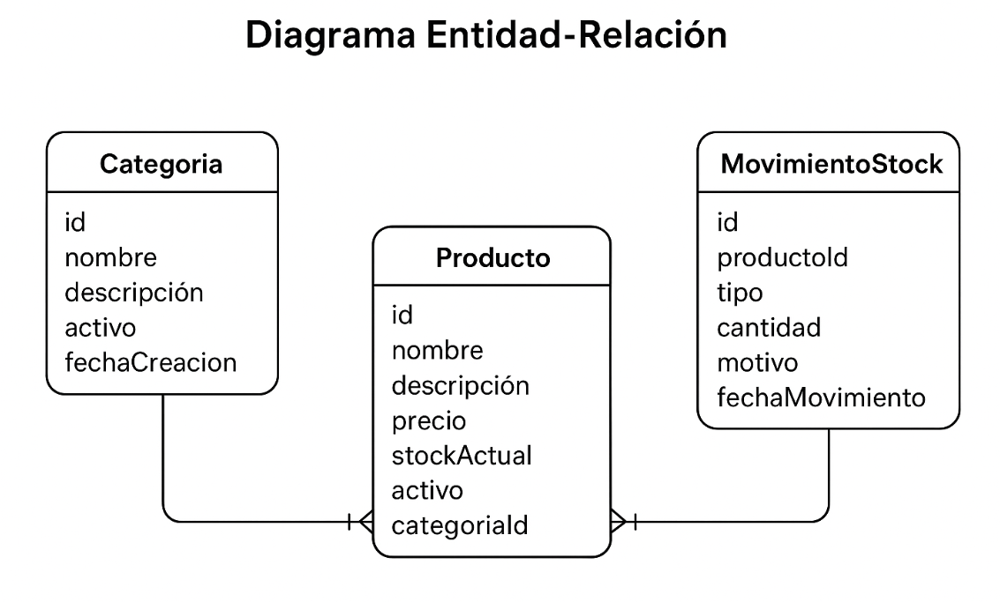 Diagrama Entidad-Relación
Categoria
id
nombre
descripción
activo
fechaCreacion
Producto
id
nombre
descripción
precio
stockActual
activo
categoriaId
MovimientoStock
id
productoId
tipo
cantidad
motivo
fechaMovimiento